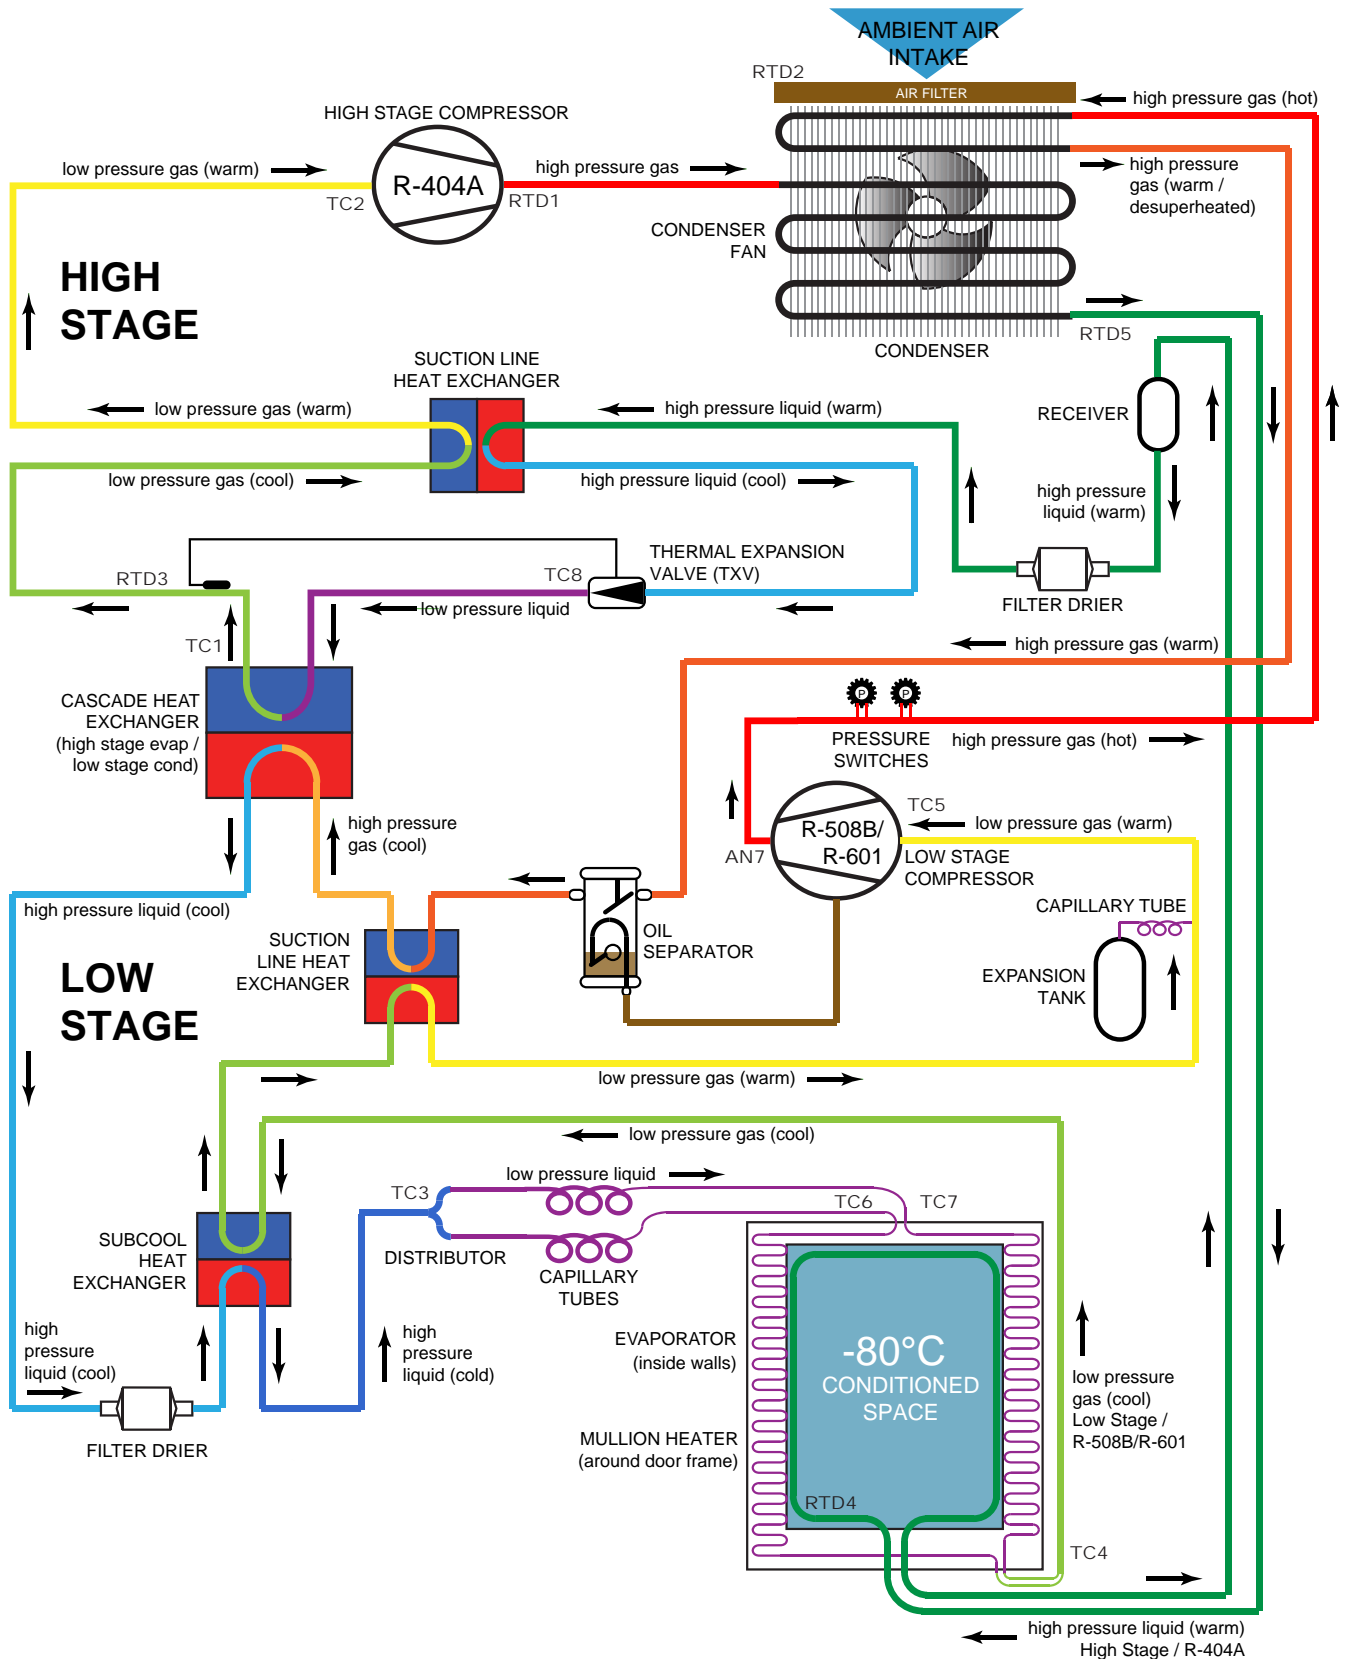 AMBIENT AIR
INTAKE
RTD2
AIR FILTER
high pressure gas (hot)
HIGH STAGE COMPRESSOR
low pressure gas (warm)
high pressure gas
high pressure
gas (warm /
desuperheated)
R-404A
TC2
RTD1
CONDENSER
FAN
HIGH
STAGE
RTD5
CONDENSER
SUCTION LINE
HEAT EXCHANGER
low pressure gas (warm)
high pressure liquid (warm)
RECEIVER
low pressure gas (cool)
high pressure liquid (cool)
high pressure
liquid (warm)
THERMAL EXPANSION
VALVE (TXV)
RTD3
TC8
FILTER DRIER
low pressure liquid
TC1
high pressure gas (warm)
CASCADE HEAT
EXCHANGER
(high stage evap /
low stage cond)
P
P
PRESSURE
SWITCHES
high pressure gas (hot)
TC5
high pressure
gas (cool)
low pressure gas (warm)
R-508B/
R-601
AN7
LOW STAGE
COMPRESSOR
high pressure liquid (cool)
CAPILLARY TUBE
SUCTION
LINE HEAT
EXCHANGER
OIL
SEPARATOR
LOW
STAGE
EXPANSION
TANK
low pressure gas (warm)
low pressure gas (cool)
low pressure liquid
TC3
TC6
TC7
SUBCOOL
HEAT
EXCHANGER
DISTRIBUTOR
CAPILLARY
TUBES
high
pressure
liquid (cool)
high
pressure
liquid (cold)
EVAPORATOR
(inside walls)
-80°C
CONDITIONED
SPACE
low pressure
gas (cool)
Low Stage /
R-508B/R-601
FILTER DRIER
MULLION HEATER
(around door frame)
RTD4
TC4
high pressure liquid (warm)
High Stage / R-404A